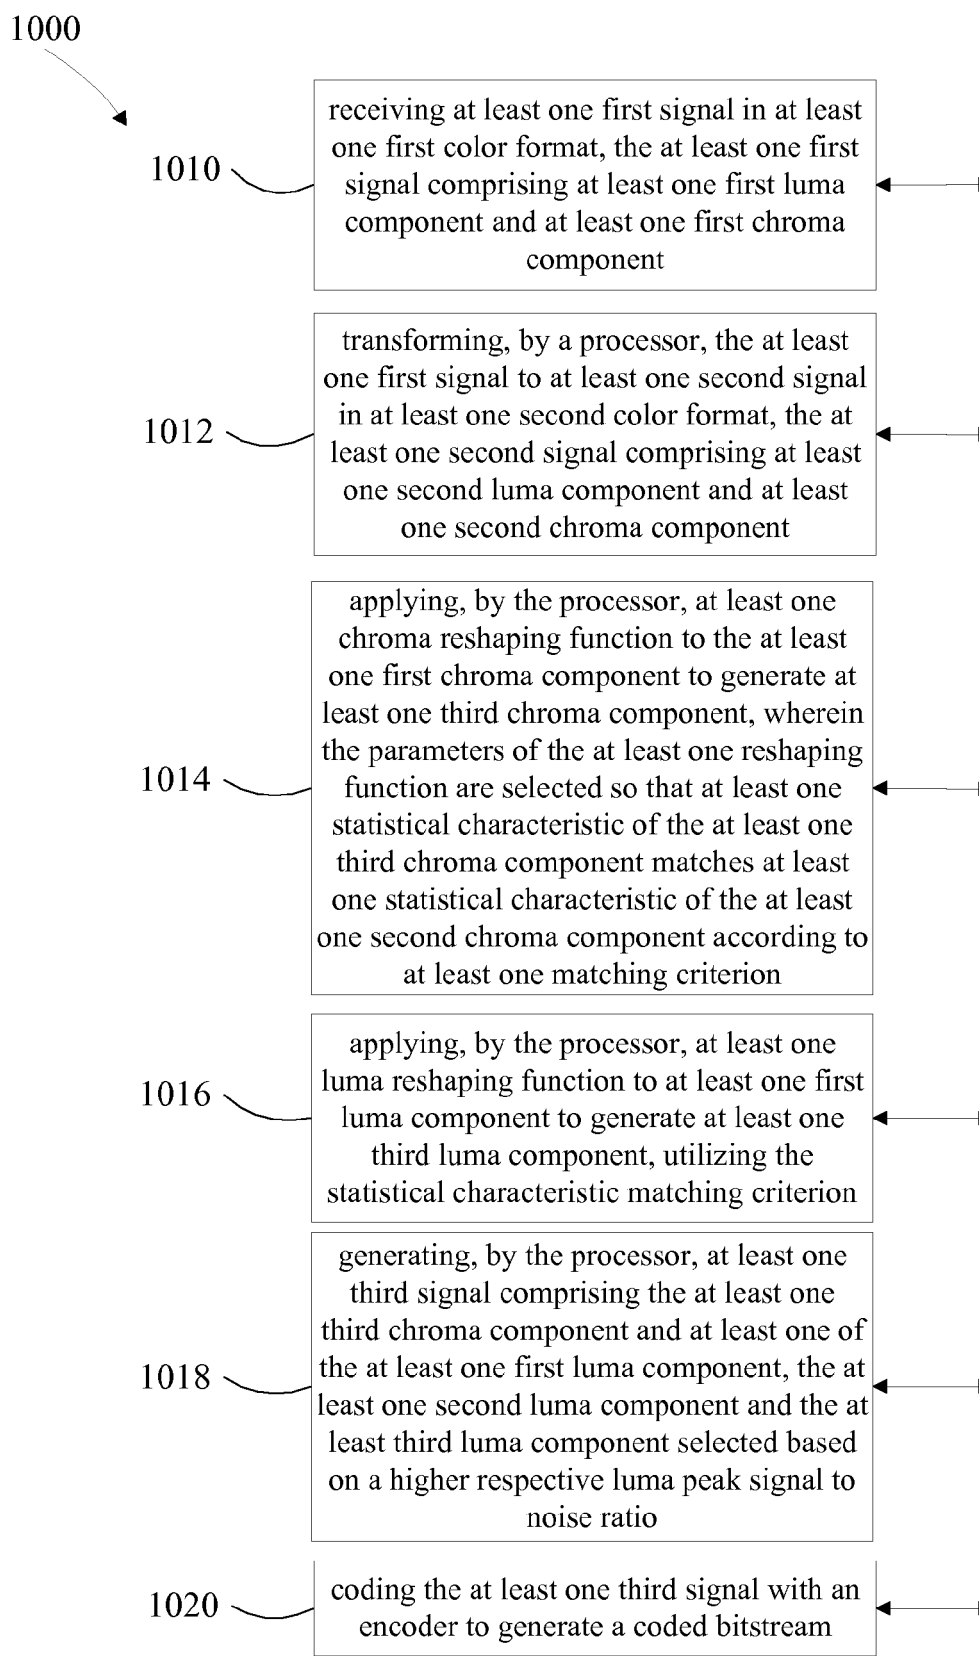 1000
1010
receiving at least one first signal in at least
one first color format, the at least one first
signal comprising at least one first luma
component and at least one first chroma
component
1012
transforming, by a processor, the at least
one first signal to at least one second signal
in at least one second color format, the at
least one second signal comprising at least
one second luma component and at least
one second chroma component
1014
applying, by the processor, at least one
chroma reshaping function to the at least
one first chroma component to generate at
least one third chroma component, wherein
the parameters of the at least one reshaping
function are selected so that at least one
statistical characteristic of the at least one
third chroma component matches at least
one statistical characteristic of the at least
one second chroma component according to
at least one matching criterion
1016
applying, by the processor, at least one
luma reshaping function to at least one first
luma component to generate at least one
third luma component, utilizing the
statistical characteristic matching criterion
1018
generating, by the processor, at least one
third signal comprising the at least one
third chroma component and at least one of
the at least one first luma component, the at
least one second luma component and the at
least third luma component selected based
on a higher respective luma peak signal to
noise ratio
1020
coding the at least one third signal with an
encoder to generate a coded bitstream